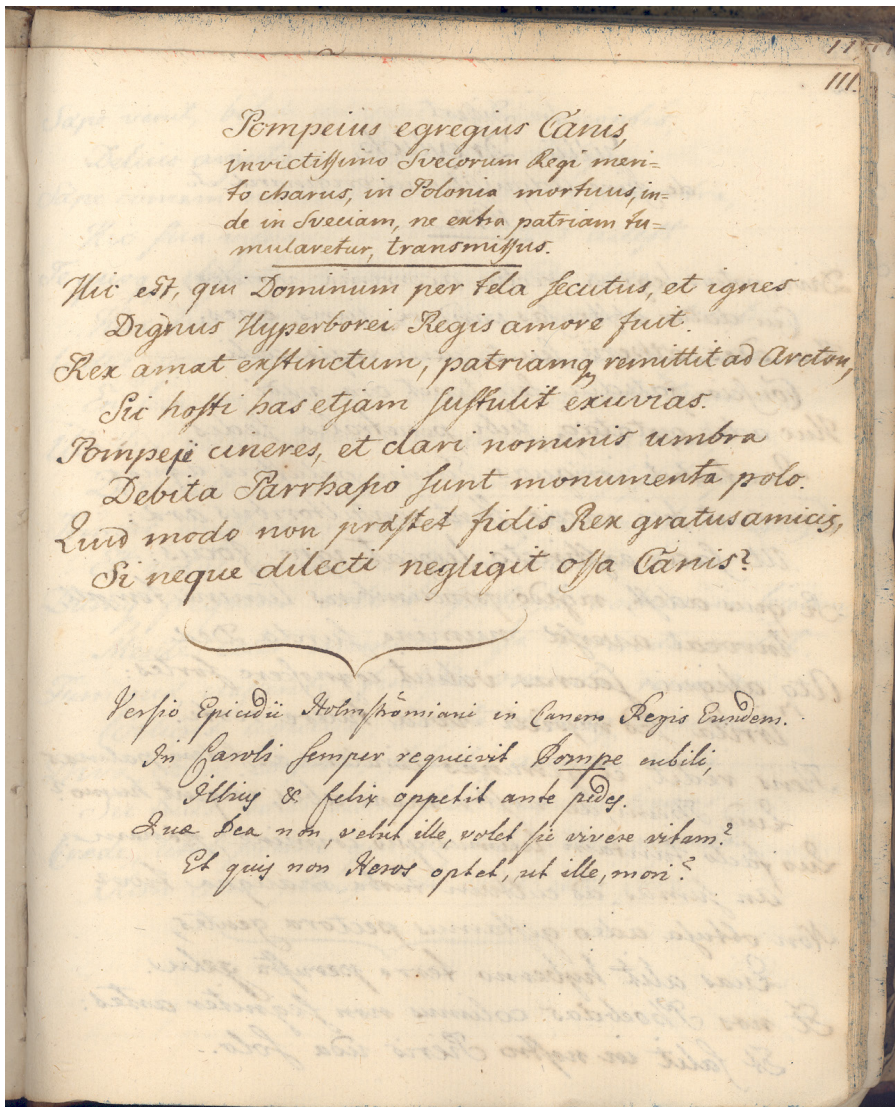 11
111.
Pompeius egregius Canis,
invictissimo Svecorum Regi meri=
to charus, in Polonia mortuus, in=
de in Sveciam, ne extra patriam tu=
mularetur, transmissus.
Hic est, qui Dominum per tela secutus, et ignes
Dignus Hyperborei Regis amore fuit.
Rex amat exstinctum, patriamq remittit ad Arcton,
Sic hosti has etjam sustulit exuvias.
Pompeji cineres, et clari nominis umbra
Debita Parrhasio sunt monumenta polo.
Quid modo non præstet fidis Rex gratus amicis,
Si neque dilecti negligit ossa Canis?
Versio Epicedii Holmströmiani in Canem Regis Eundem.
In Caroli semper requievit Pompe cubili,
Illius & felix oppetit ante pedes.
Quæ Dea non, velut ille, volet sic vivere vitam?
Et quis non Heros optet, ut ille, mori?